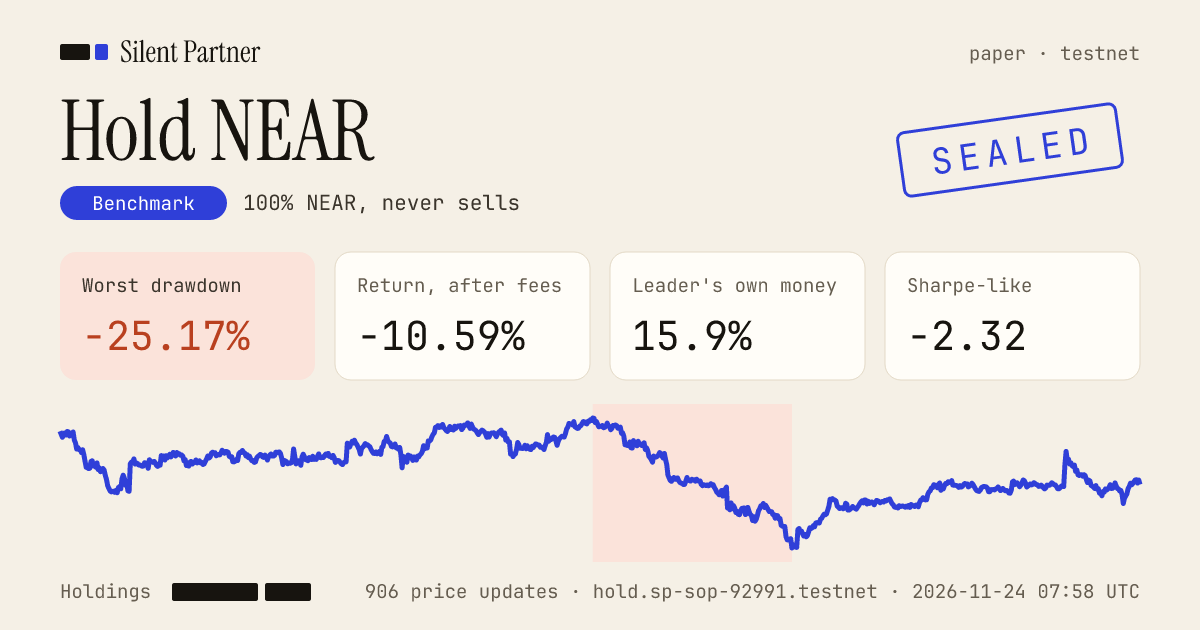 Silent Partner
paper · testnet
Hold NEAR
SEALED
Benchmark
100% NEAR, never sells
Worst drawdown
-25.17%
Return, after fees
-10.59%
Leader's own money
15.9%
Sharpe-like
-2.32
Holdings
906 price updates · hold.sp-sop-92991.testnet · 2026-11-24 07:58 UTC